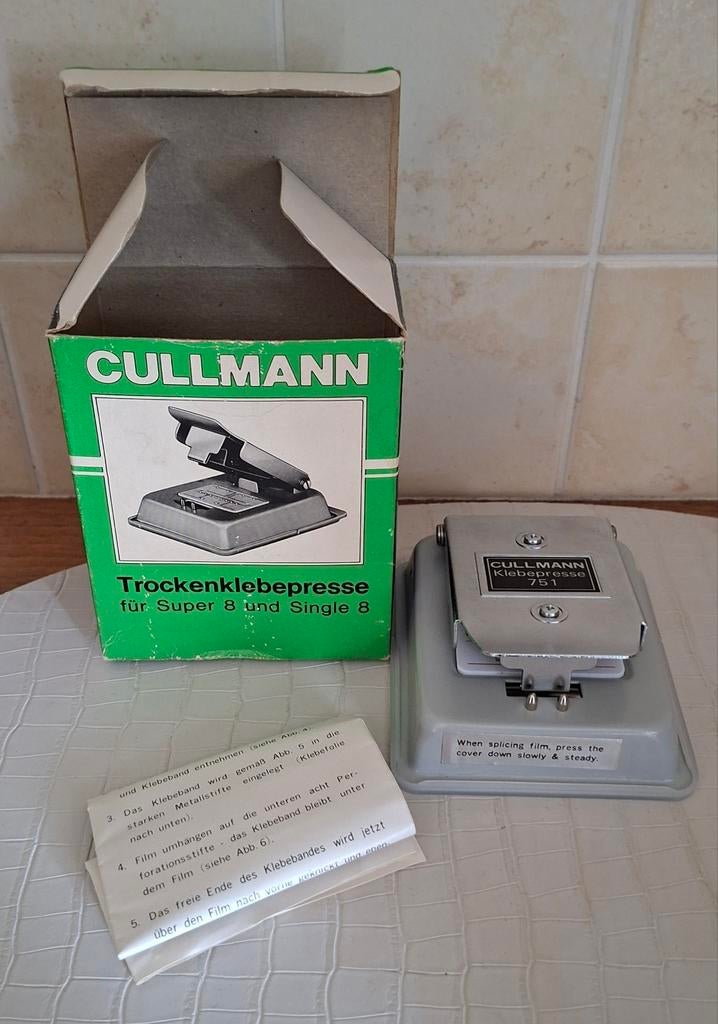 CULLMANN
Trockenklebepresse
für Super 8 und Single 8
CULLMANN
Klebepresse
751
When splicing film, press the
cover down slowly & steady.
und Klebeband entnehmen (siehe Abb. 4).
3. Das Klebeband wird gemäß Abb. 5 in die
starken Metallstifte eingelegt (Klebefolie
nach unten).
4. Film umhängen auf die unteren acht Per-
forationsstifte - das Klebeband bleibt unter
dem Film (siehe Abb. 6).
5. Das freie Ende des Klebebandes wird jetzt
über den Film nach vorne geknickt und eben